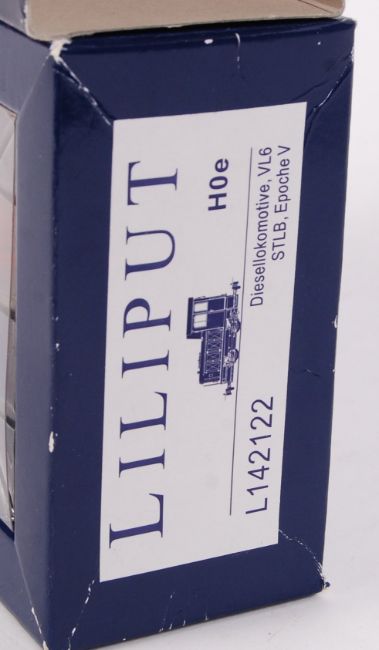 LILIPUT
H0e
L142122
Diesellokomotive, VL6
STLB, Epoche V